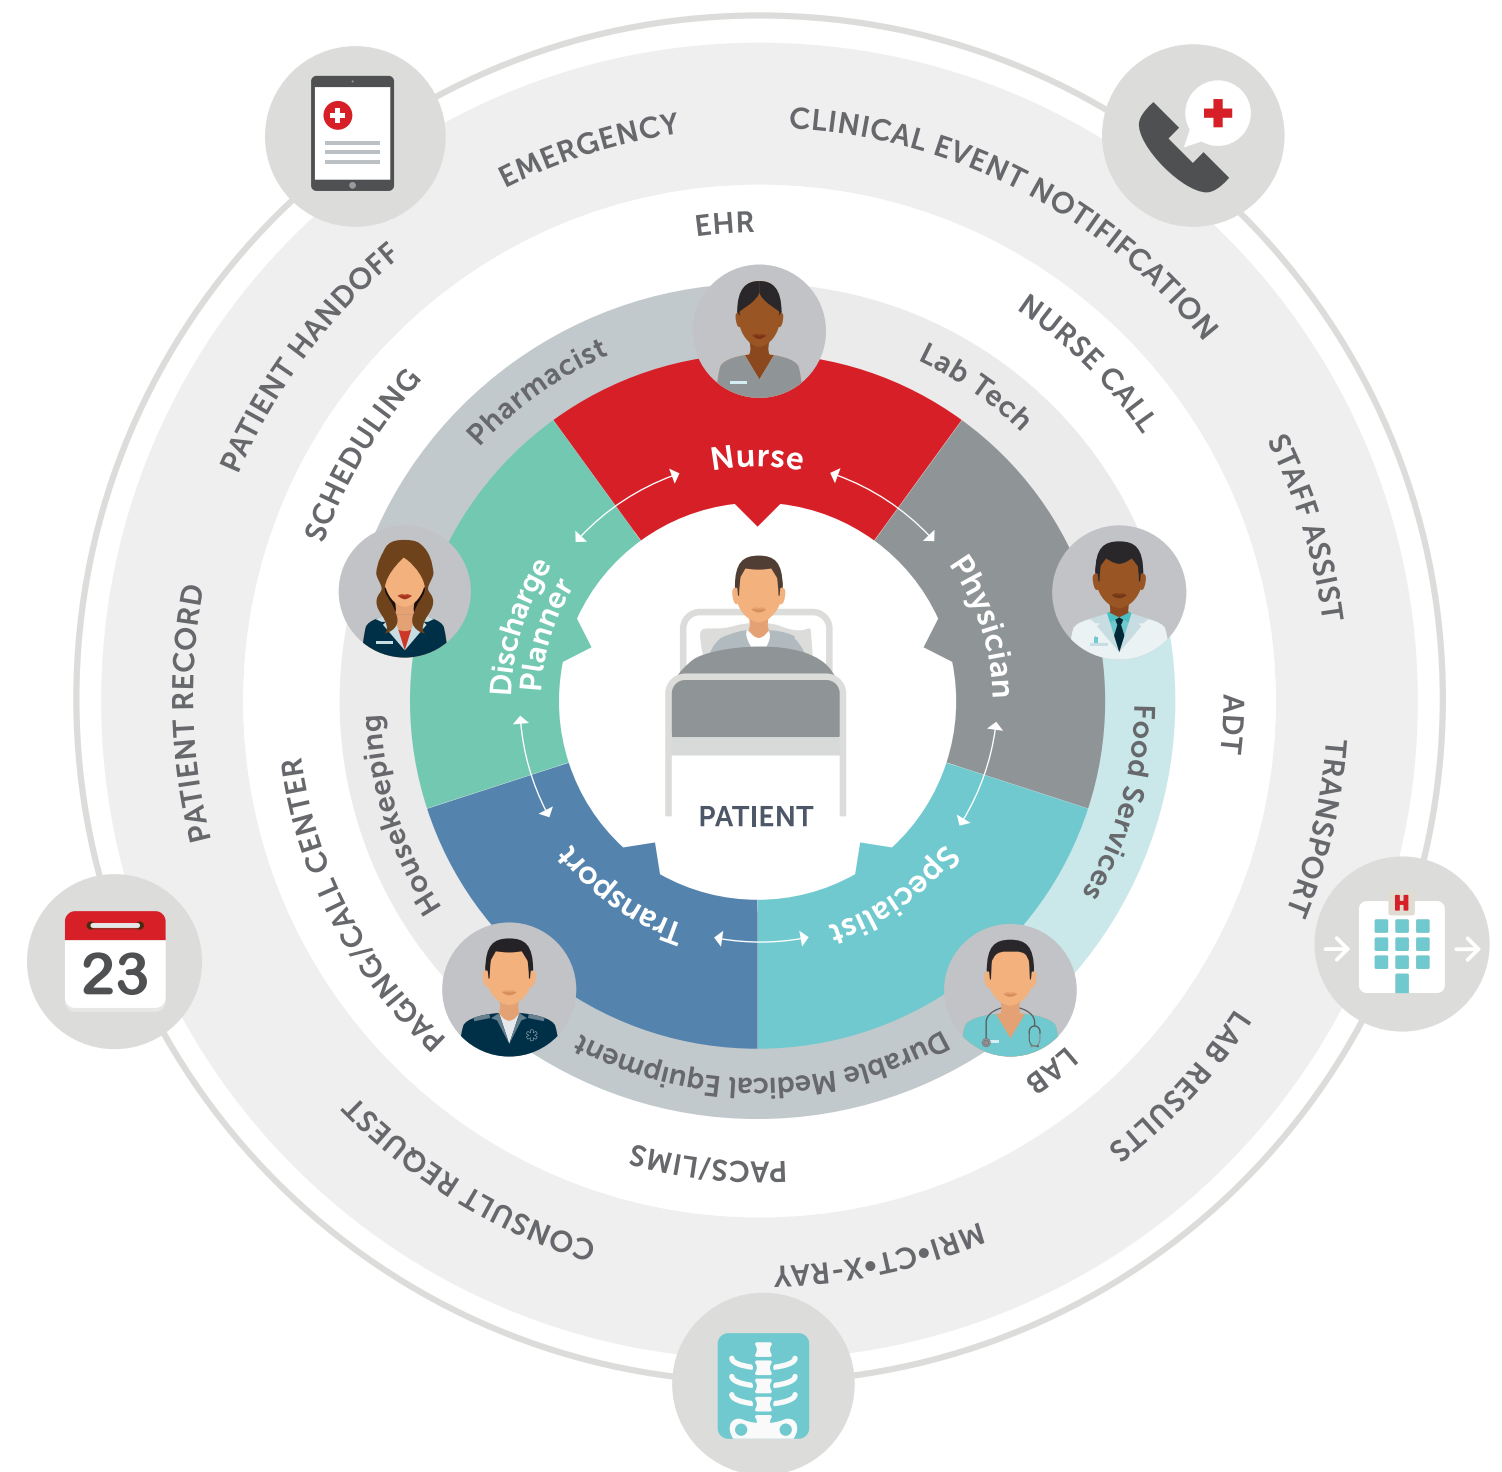 EMERGENCY
CLINICAL EVENT NOTIFIFCATION
STAFF ASSIST
TRANSPORT
LAB RESULTS
MRI•CT•X-RAY
CONSULT REQUEST
PATIENT RECORD
PATIENT HANDOFF
EHR
NURSE CALL
ADT
LAB
PACS/LIMS
PAGING/CALL CENTER
SCHEDULING
Pharmacist
Lab Tech
Food Services
Durable Medical Equipment
Housekeeping
Nurse
Physician
Specialist
Transport
Discharge
Planner
PATIENT
23
H